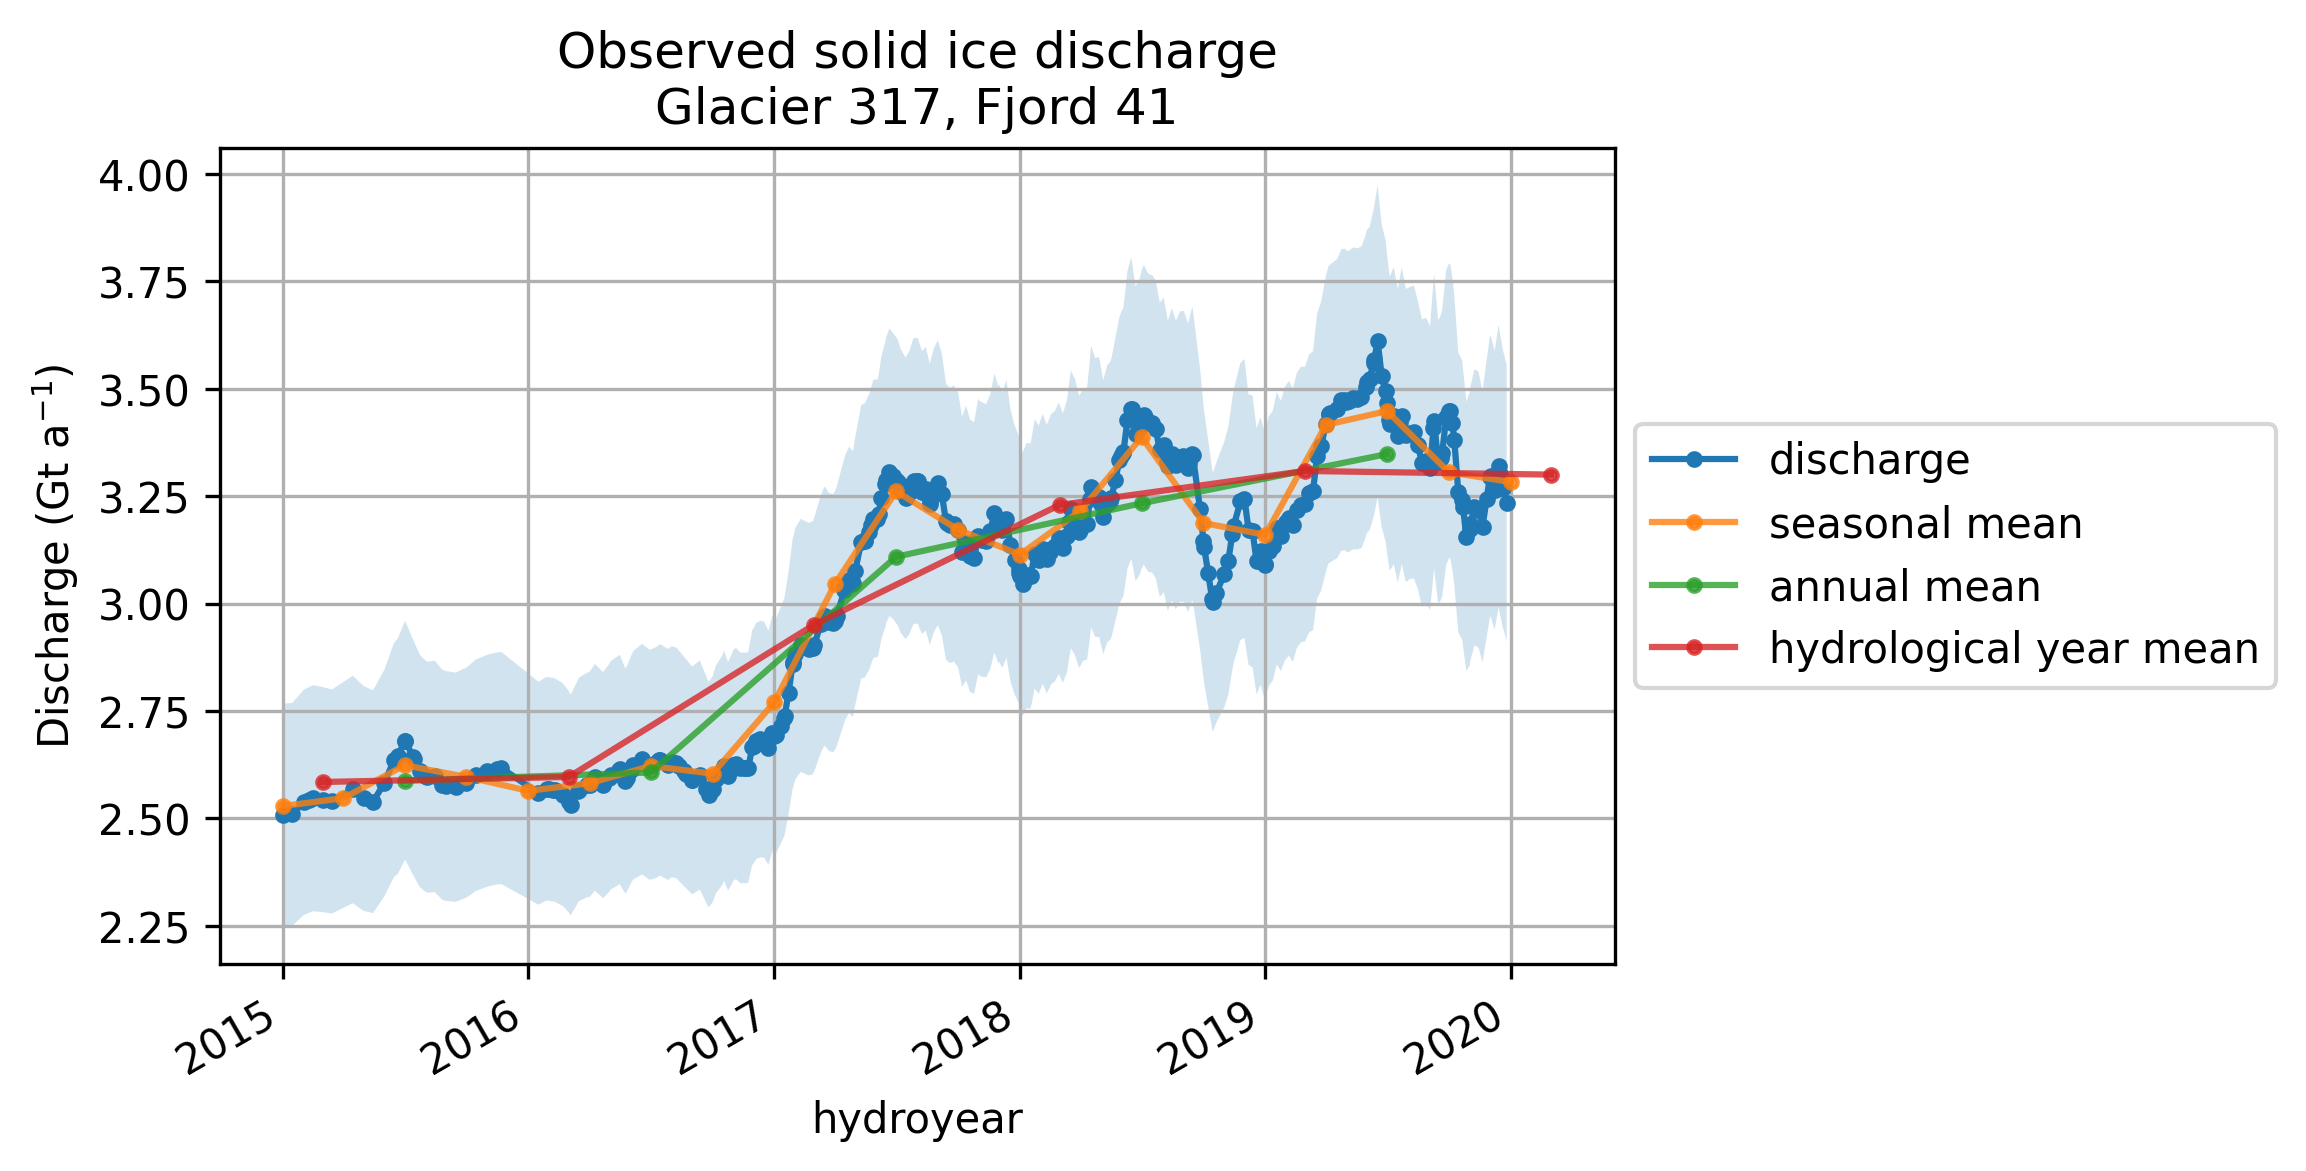 Observed solid ice discharge
Glacier 317, Fjord 41
4.00
3.75
3.50
3.25
3.00
2.75
2.50
2.25
Discharge (Gt a⁻¹)
2015
2016
2017
2018
2019
2020
hydroyear
discharge
seasonal mean
annual mean
hydrological year mean